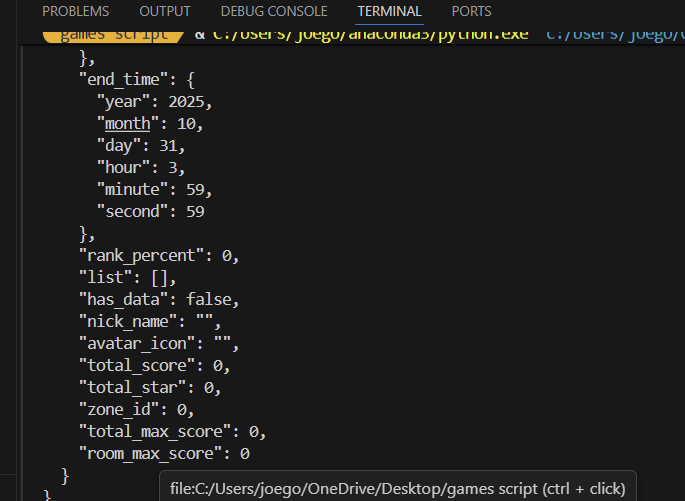 PROBLEMS OUTPUT DEBUG CONSOLE TERMINAL PORTS
games script & C:/Users/joego/anaconda3/python.exe c:/Users/joego/
},
"end_time": {
"year": 2025,
"month": 10,
"day": 31,
"hour": 3,
"minute": 59,
"second": 59
},
"rank_percent": 0,
"list": [],
"has_data": false,
"nick_name": "",
"avatar_icon": "",
"total_score": 0,
"total_star": 0,
"zone_id": 0,
"total_max_score": 0,
"room_max_score": 0
}
}
file:C:/Users/joego/OneDrive/Desktop/games script (ctrl + click)